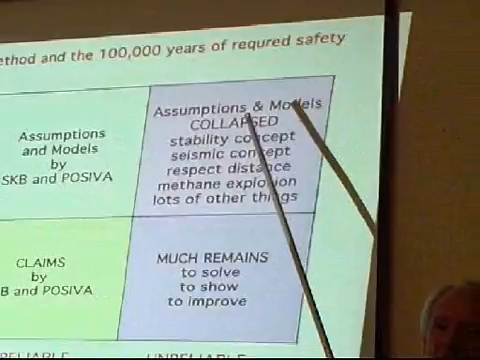 ethod and the 100,000 years of requred safety
Assumptions
and Models
by
SKB and POSIVA
Assumptions & Models
COLLAPSED
stability concept
seismic concept
respect distance
methane explosion
lots of other things
CLAIMS
by
B and POSIVA
MUCH REMAINS
to solve
to show
to improve
RELIABLE
UNRELIABLE